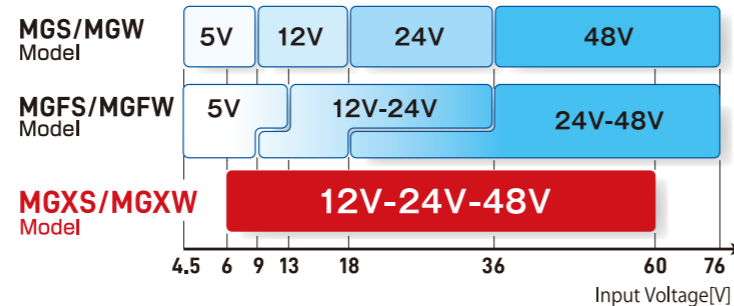 MGS/MGW
Model
5V 12V 24V 48V
MGFS/MGFW
Model
5V 12V-24V 24V-48V
MGXS/MGXW
Model
12V-24V-48V
4.5 6 9 13 18 36 60 76
Input Voltage[V]